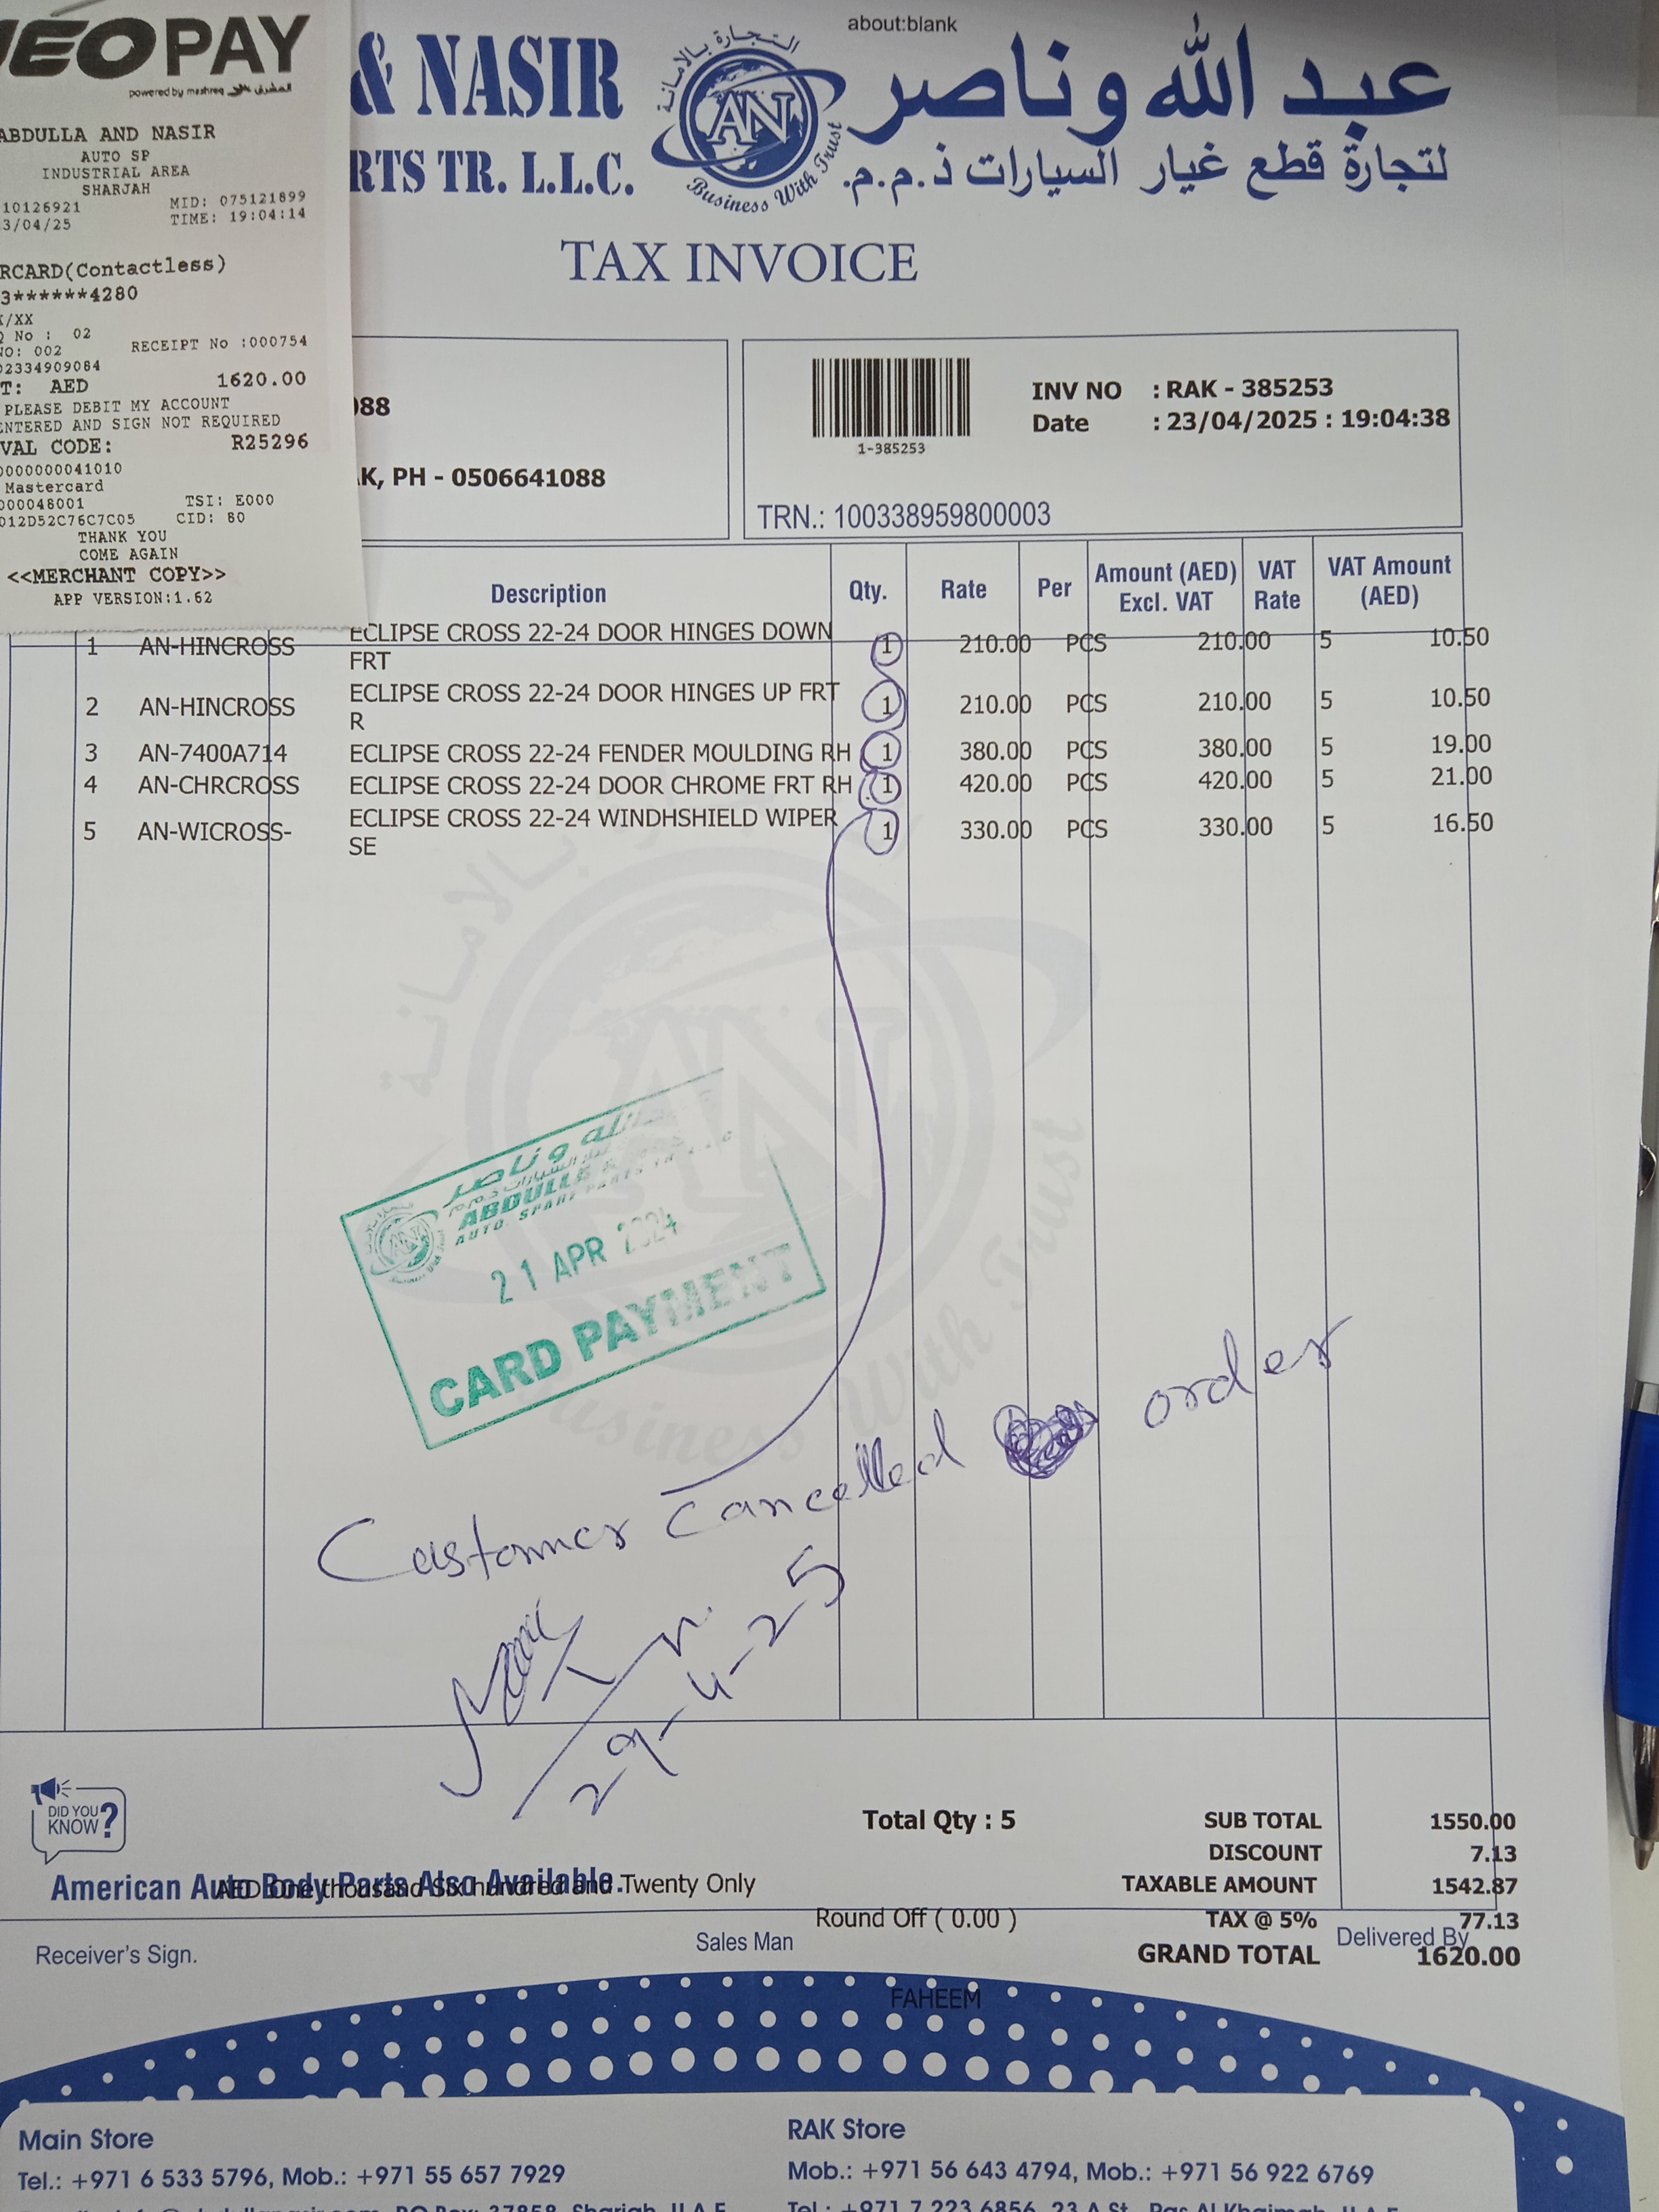 about:blank
NEOPAY
powered by mashreq المشرق
ABDULLA AND NASIR
AUTO SP
INDUSTRIAL AREA
SHARJAH
10126921 MID: 075121899
3/04/25 TIME: 19:04:14
RCARD(Contactless)
3******4280
X/XX
No : 02
NO: 002 RECEIPT No :000754
02334909084
T: AED 1620.00
PLEASE DEBIT MY ACCOUNT
ENTERED AND SIGN NOT REQUIRED
VAL CODE: R25296
0000000041010
Mastercard
000048001 TSI: E000
012D52C76C7C05 CID: 80
THANK YOU
COME AGAIN
<<MERCHANT COPY>>
APP VERSION:1.62
& NASIR
RTS TR. L.L.C.
التجارة بالامانة
AN
Business With Trust
عبد الله وناصر
لتجارة قطع غيار السيارات ذ.م.م.
TAX INVOICE
088
K, PH - 0506641088
1-385253
INV NO : RAK - 385253
Date : 23/04/2025 : 19:04:38
TRN.: 100338959800003
Description Qty. Rate Per Amount (AED) Excl. VAT VAT Rate VAT Amount (AED)
1 AN-HINCROSS ECLIPSE CROSS 22-24 DOOR HINGES DOWN 1 210.00 PCS 210.00 5 10.50
FRT
2 AN-HINCROSS ECLIPSE CROSS 22-24 DOOR HINGES UP FRT 1 210.00 PCS 210.00 5 10.50
R
3 AN-7400A714 ECLIPSE CROSS 22-24 FENDER MOULDING RH 1 380.00 PCS 380.00 5 19.00
4 AN-CHRCROSS ECLIPSE CROSS 22-24 DOOR CHROME FRT RH 1 420.00 PCS 420.00 5 21.00
5 AN-WICROSS- ECLIPSE CROSS 22-24 WINDHSHIELD WIPER 1 330.00 PCS 330.00 5 16.50
SE
عبدالله وناصر
ABDULLA
AUTO SPARE PARTS TR. LLC
21 APR 2024
CARD PAYMENT
Customer cancelled order
29-4-25
DID YOU KNOW?
Total Qty : 5
SUB TOTAL 1550.00
DISCOUNT 7.13
American Auto Body Parts Also Available.
AED One thousand Six hundred and Twenty Only
TAXABLE AMOUNT 1542.87
Round Off ( 0.00 )
TAX @ 5% 77.13
Receiver's Sign. Sales Man Delivered By
GRAND TOTAL 1620.00
FAHEEM
Main Store
Tel.: +971 6 533 5796, Mob.: +971 55 657 7929
RAK Store
Mob.: +971 56 643 4794, Mob.: +971 56 922 6769